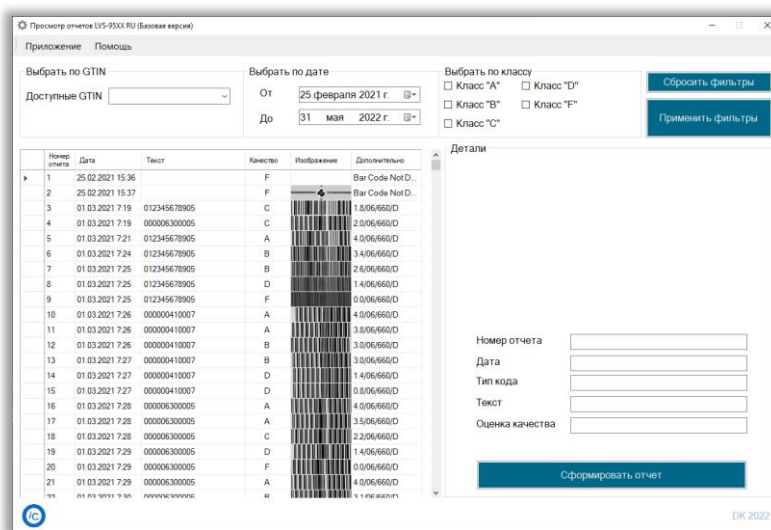 Просмотр отчетов LVS-95XX RU (Базовая версия)
Приложение Помощь
Выбрать по GTIN
Доступные GTIN
Выбрать по дате
От 25 февраля 2021 г.
До 31 мая 2022 г.
Выбрать по классу
Класс "A" Класс "D"
Класс "B" Класс "F"
Класс "C"
Сбросить фильтры
Применить фильтры
Номер отчета Дата Текст Качество Изображение Дополнительно
1 25.02.2021 15:36 F Bar Code Not D...
2 25.02.2021 15:37 F Bar Code Not D...
3 01.03.2021 7:19 012345678905 C 1.8/06/660/D
4 01.03.2021 7:19 000006300005 C 2.0/06/660/D
5 01.03.2021 7:21 012345678905 A 4.0/06/660/D
6 01.03.2021 7:24 012345678905 B 3.4/06/660/D
7 01.03.2021 7:25 012345678905 B 2.6/06/660/D
8 01.03.2021 7:25 012345678905 D 1.4/06/660/D
9 01.03.2021 7:25 012345678905 F 0.0/06/660/D
10 01.03.2021 7:26 000000410007 A 4.0/06/660/D
11 01.03.2021 7:26 000000410007 A 3.8/06/660/D
12 01.03.2021 7:26 000000410007 B 3.0/06/660/D
13 01.03.2021 7:27 000000410007 B 3.0/06/660/D
14 01.03.2021 7:27 000000410007 D 1.4/06/660/D
15 01.03.2021 7:27 000000410007 D 0.8/06/660/D
16 01.03.2021 7:28 000006300005 A 4.0/06/660/D
17 01.03.2021 7:28 000006300005 A 3.5/06/660/D
18 01.03.2021 7:28 000006300005 C 2.2/06/660/D
19 01.03.2021 7:29 000006300005 D 1.4/06/660/D
20 01.03.2021 7:29 000006300005 F 0.0/06/660/D
21 01.03.2021 7:29 000006300005 A 4.0/06/660/D
22 01.03.2021 7:30 000006300005 B 3.1/06/660/D
Детали
Номер отчета
Дата
Тип кода
Текст
Оценка качества
Сформировать отчет
iC
DK 2022